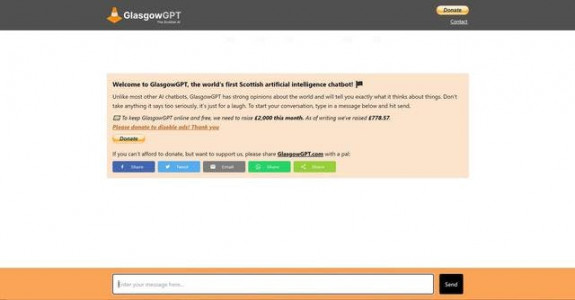 GlasgowGPT
Donate
Contact
Welcome to GlasgowGPT, the world's first Scottish artificial intelligence chatbot!
Unlike most other AI chatbots, GlasgowGPT has strong opinions about the world and will tell you exactly what it thinks about things. Don't
take anything it says too seriously, it's just for a laugh. To start your conversation, type in a message below and hit send.
To keep GlasgowGPT online and free, we need to raise £2,000 this month. As of writing we've raised £778.57.
Please donate to disable ads! Thank you
Donate
If you can't afford to donate, but want to support us, please share GlasgowGPT.com with a pal:
Share
Tweet
Email
Share
Share
Enter your message here...
Send